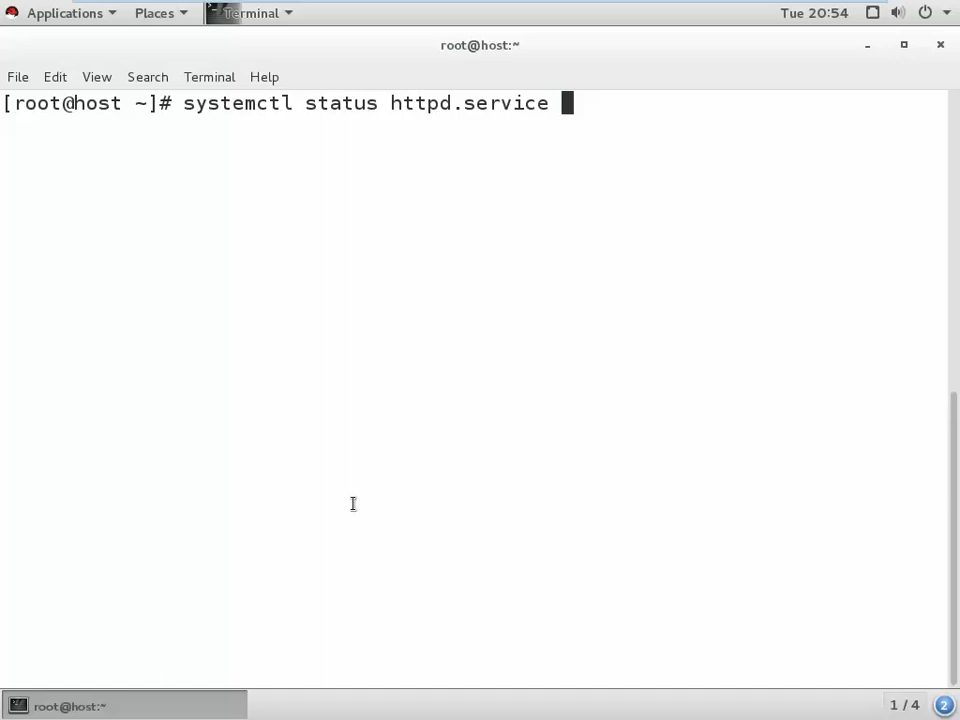 Applications Places Terminal Tue 20:54
root@host:~
File Edit View Search Terminal Help
[root@host ~]# systemctl status httpd.service
root@host:~ 1 / 4 2